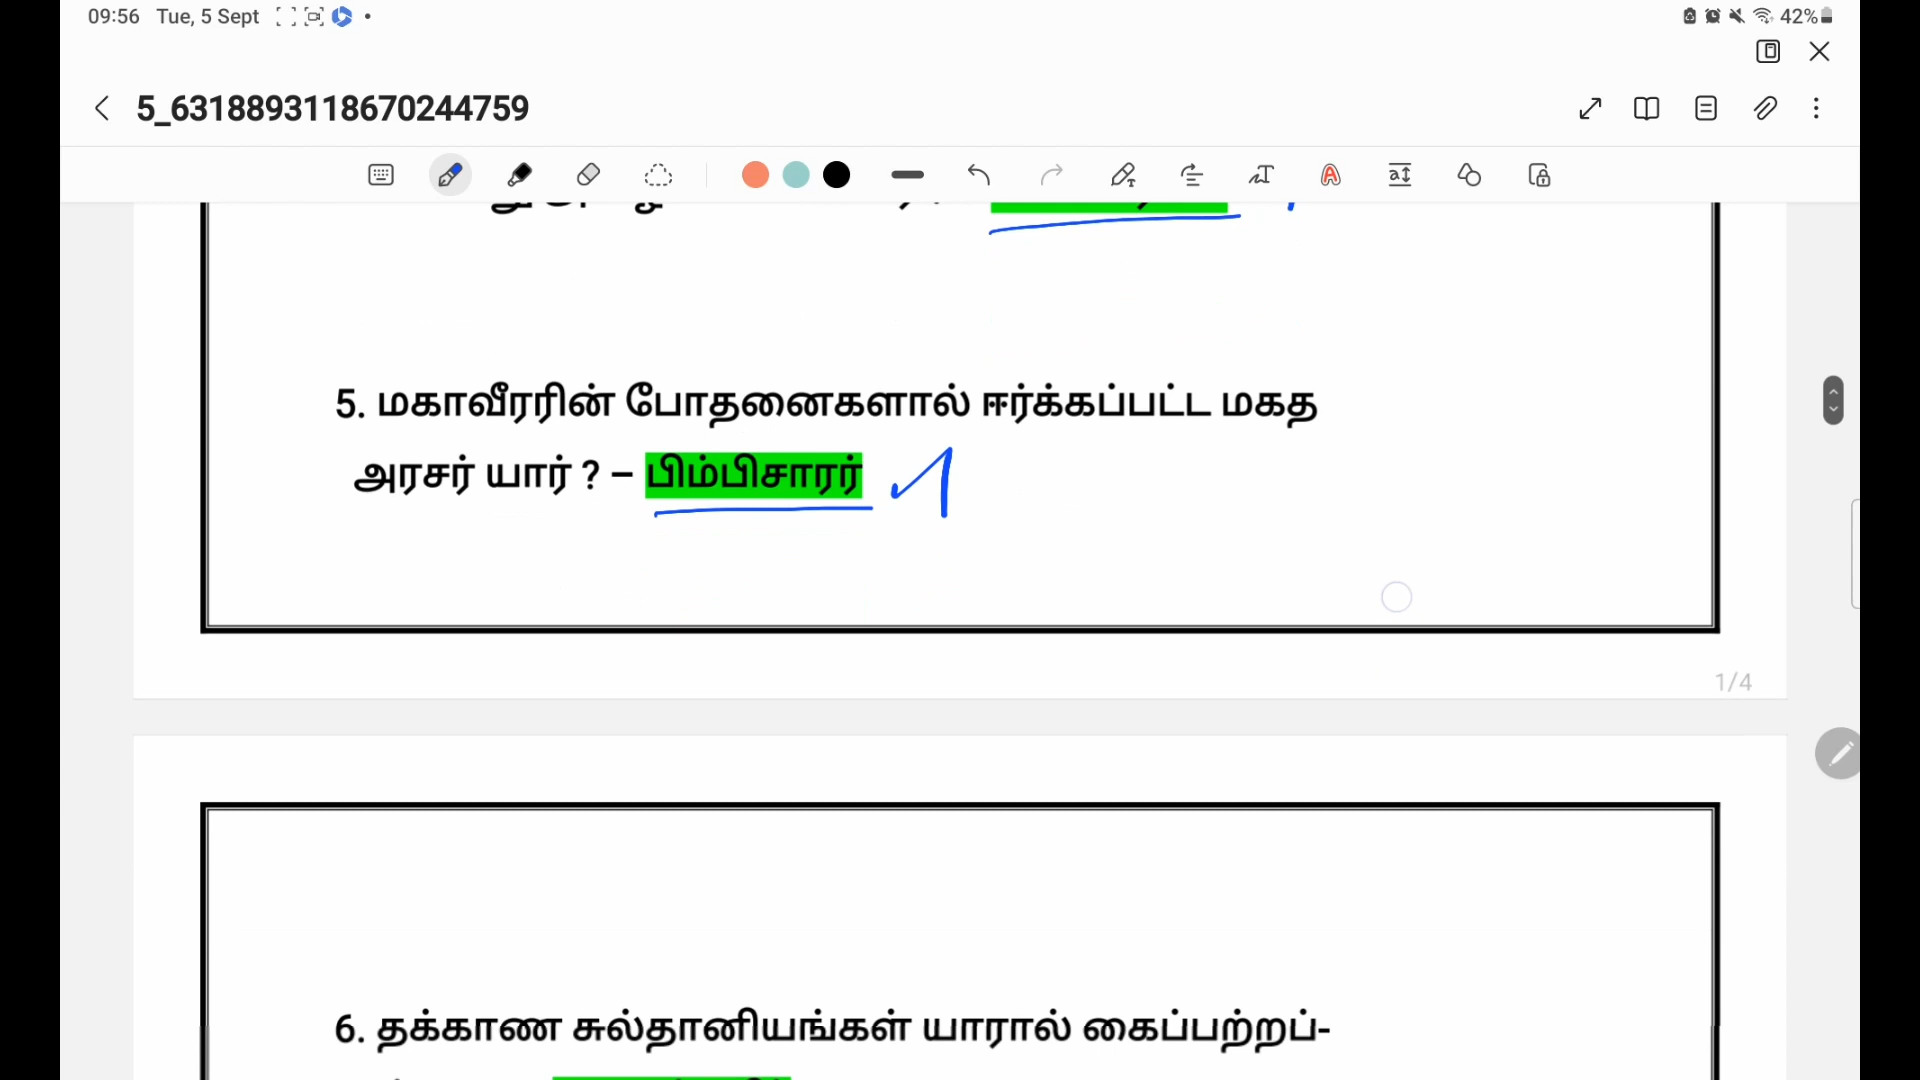 09:56 Tue, 5 Sept
42%
5_6318893118670244759
5. மகாவீரரின் போதனைகளால் ஈர்க்கப்பட்ட மகத
அரசர் யார் ? – பிம்பிசாரர்
1/4
6. தக்காண சுல்தானியங்கள் யாரால் கைப்பற்றப்-